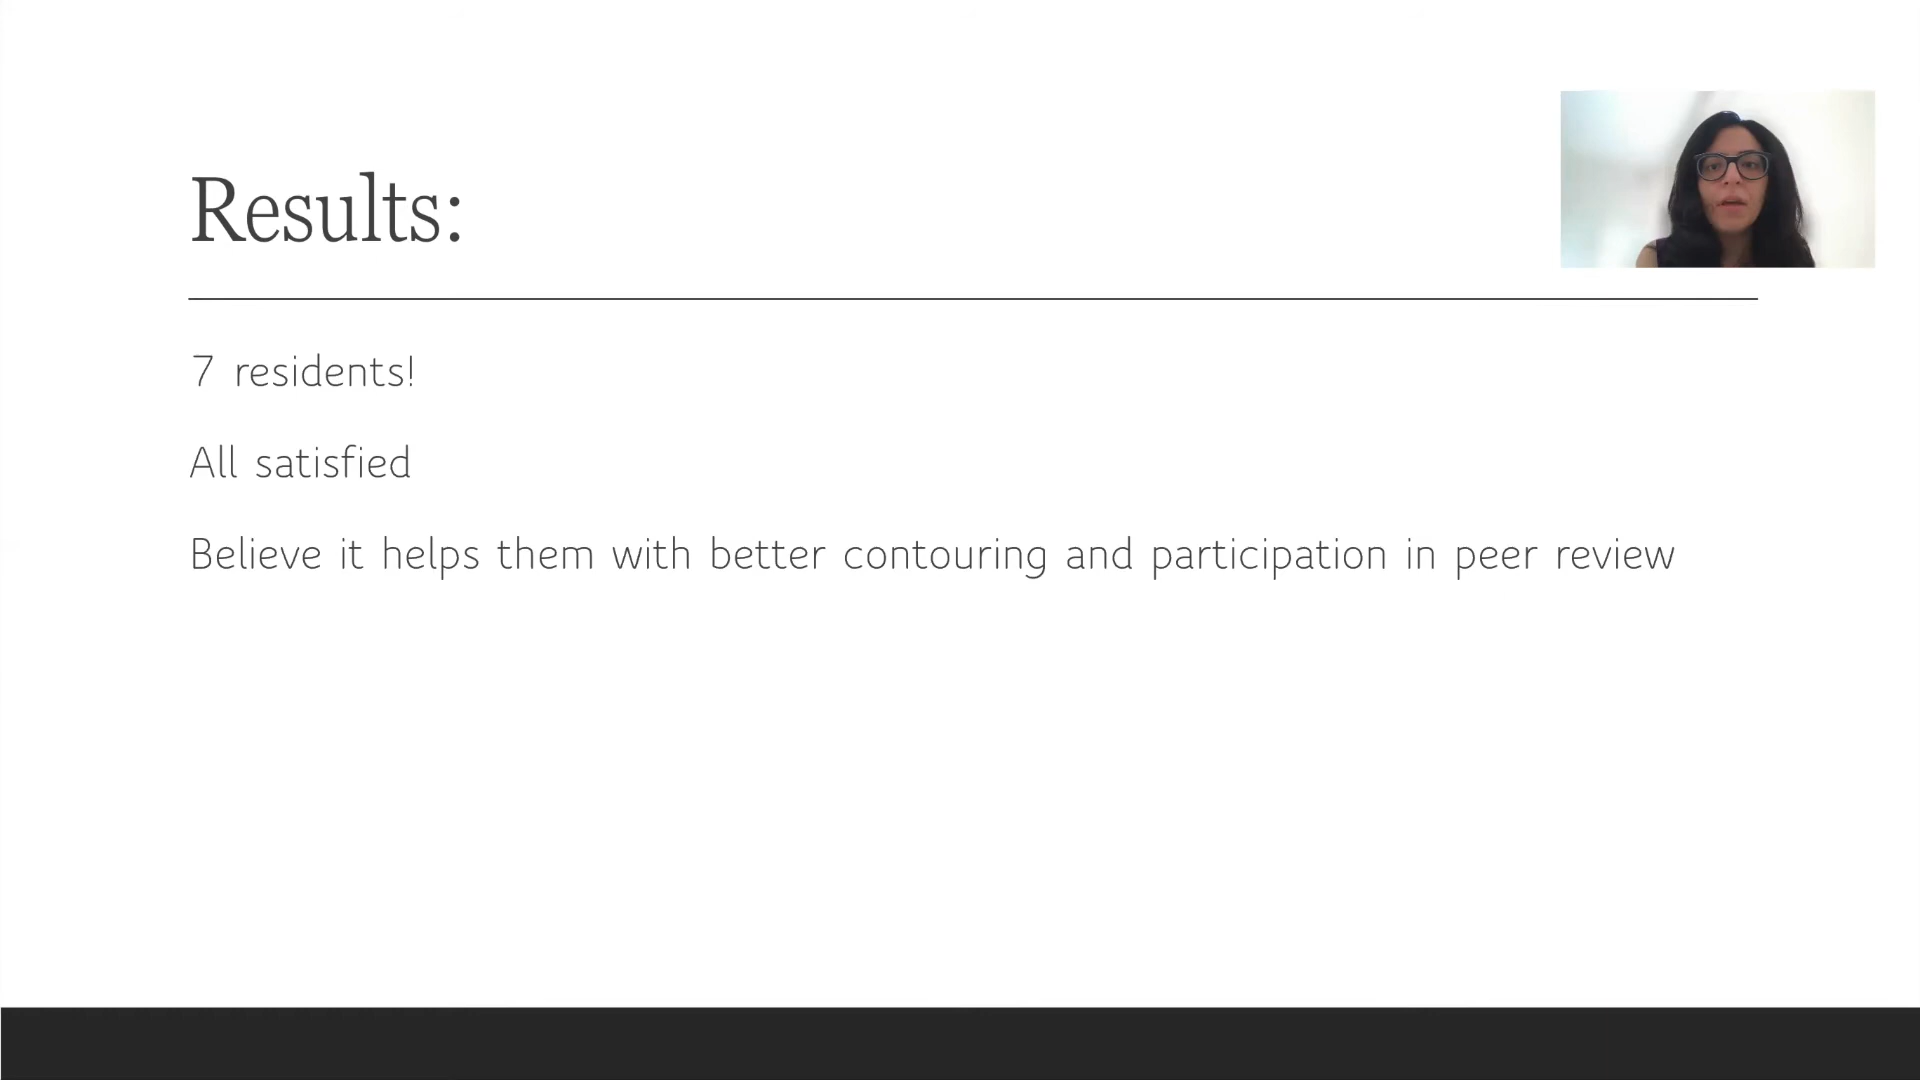 Results:
7 residents!
All satisfied
Believe it helps them with better contouring and participation in peer review